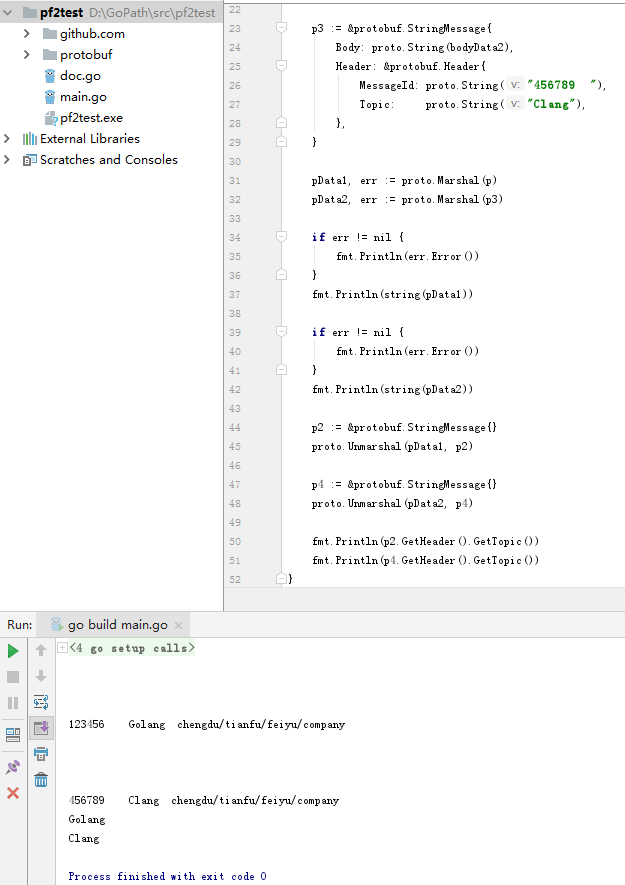 pf2test D:\GoPath\src\pf2test
github.com
protobuf
doc.go
main.go
pf2test.exe
External Libraries
Scratches and Consoles
22
23 p3 := &protobuf.StringMessage{
24 Body: proto.String(bodyData2),
25 Header: &protobuf.Header{
26 MessageId: proto.String( v: "456789  "),
27 Topic:     proto.String( v: "Clang"),
28 },
29 }
30
31 pData1, err := proto.Marshal(p)
32 pData2, err := proto.Marshal(p3)
33
34 if err != nil {
35 fmt.Println(err.Error())
36 }
37 fmt.Println(string(pData1))
38
39 if err != nil {
40 fmt.Println(err.Error())
41 }
42 fmt.Println(string(pData2))
43
44 p2 := &protobuf.StringMessage{}
45 proto.Unmarshal(pData1, p2)
46
47 p4 := &protobuf.StringMessage{}
48 proto.Unmarshal(pData2, p4)
49
50 fmt.Println(p2.GetHeader().GetTopic())
51 fmt.Println(p4.GetHeader().GetTopic())
52 }
Run: go build main.go
<4 go setup calls>
123456    Golang  chengdu/tianfu/feiyu/company
456789    Clang  chengdu/tianfu/feiyu/company
Golang
Clang
Process finished with exit code 0